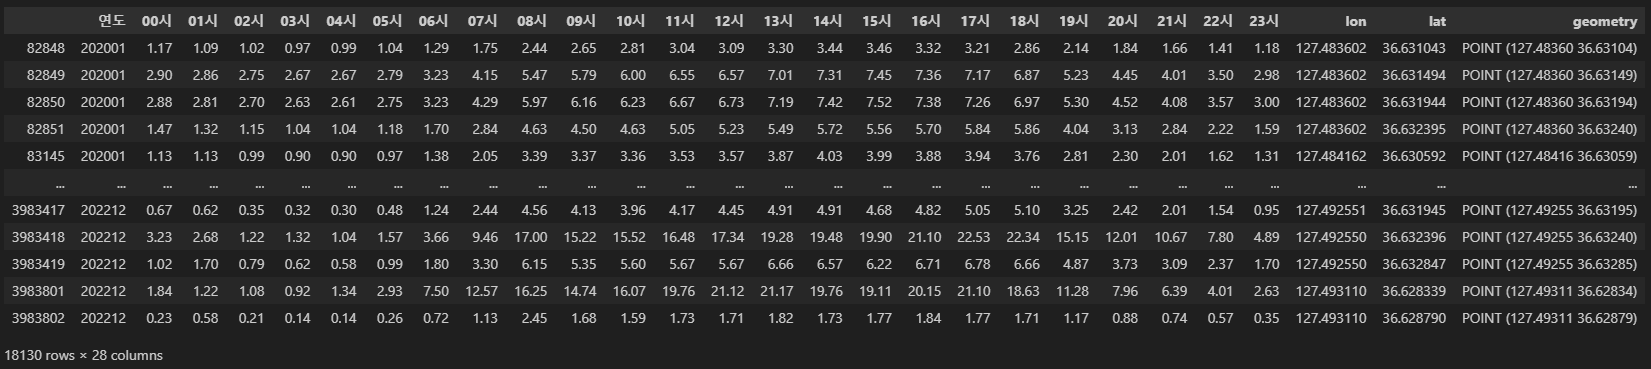 연도 00시 01시 02시 03시 04시 05시 06시 07시 08시 09시 10시 11시 12시 13시 14시 15시 16시 17시 18시 19시 20시 21시 22시 23시 lon lat geometry
82848 202001 1.17 1.09 1.02 0.97 0.99 1.04 1.29 1.75 2.44 2.65 2.81 3.04 3.09 3.30 3.44 3.46 3.32 3.21 2.86 2.14 1.84 1.66 1.41 1.18 127.483602 36.631043 POINT (127.48360 36.63104)
82849 202001 2.90 2.86 2.75 2.67 2.67 2.79 3.23 4.15 5.47 5.79 6.00 6.55 6.57 7.01 7.31 7.45 7.36 7.17 6.87 5.23 4.45 4.01 3.50 2.98 127.483602 36.631494 POINT (127.48360 36.63149)
82850 202001 2.88 2.81 2.70 2.63 2.61 2.75 3.23 4.29 5.97 6.16 6.23 6.67 6.73 7.19 7.42 7.52 7.38 7.26 6.97 5.30 4.52 4.08 3.57 3.00 127.483602 36.631944 POINT (127.48360 36.63194)
82851 202001 1.47 1.32 1.15 1.04 1.04 1.18 1.70 2.84 4.63 4.50 4.63 5.05 5.23 5.49 5.72 5.56 5.70 5.84 5.86 4.04 3.13 2.84 2.22 1.59 127.483602 36.632395 POINT (127.48360 36.63240)
83145 202001 1.13 1.13 0.99 0.90 0.90 0.97 1.38 2.05 3.39 3.37 3.36 3.53 3.57 3.87 4.03 3.99 3.88 3.94 3.76 2.81 2.30 2.01 1.62 1.31 127.484162 36.630592 POINT (127.48416 36.63059)
... ... ... ... ... ... ... ... ... ... ... ... ... ... ... ... ... ... ... ... ... ... ... ... ... ... ... ... ...
3983417 202212 0.67 0.62 0.35 0.32 0.30 0.48 1.24 2.44 4.56 4.13 3.96 4.17 4.45 4.91 4.91 4.68 4.82 5.05 5.10 3.25 2.42 2.01 1.54 0.95 127.492551 36.631945 POINT (127.49255 36.63195)
3983418 202212 3.23 2.68 1.22 1.32 1.04 1.57 3.66 9.46 17.00 15.22 15.52 16.48 17.34 19.28 19.48 19.90 21.10 22.53 22.34 15.15 12.01 10.67 7.80 4.89 127.492550 36.632396 POINT (127.49255 36.63240)
3983419 202212 1.02 1.70 0.79 0.62 0.58 0.99 1.80 3.30 6.15 5.35 5.60 5.67 5.67 6.66 6.57 6.22 6.71 6.78 6.66 4.87 3.73 3.09 2.37 1.70 127.492550 36.632847 POINT (127.49255 36.63285)
3983801 202212 1.84 1.22 1.08 0.92 1.34 2.93 7.50 12.57 16.25 14.74 16.07 19.76 21.12 21.17 19.76 19.11 20.15 21.10 18.63 11.28 7.96 6.39 4.01 2.63 127.493110 36.628339 POINT (127.49311 36.62834)
3983802 202212 0.23 0.58 0.21 0.14 0.14 0.26 0.72 1.13 2.45 1.68 1.59 1.73 1.71 1.82 1.73 1.77 1.84 1.77 1.71 1.17 0.88 0.74 0.57 0.35 127.493110 36.628790 POINT (127.49311 36.62879)
18130 rows × 28 columns